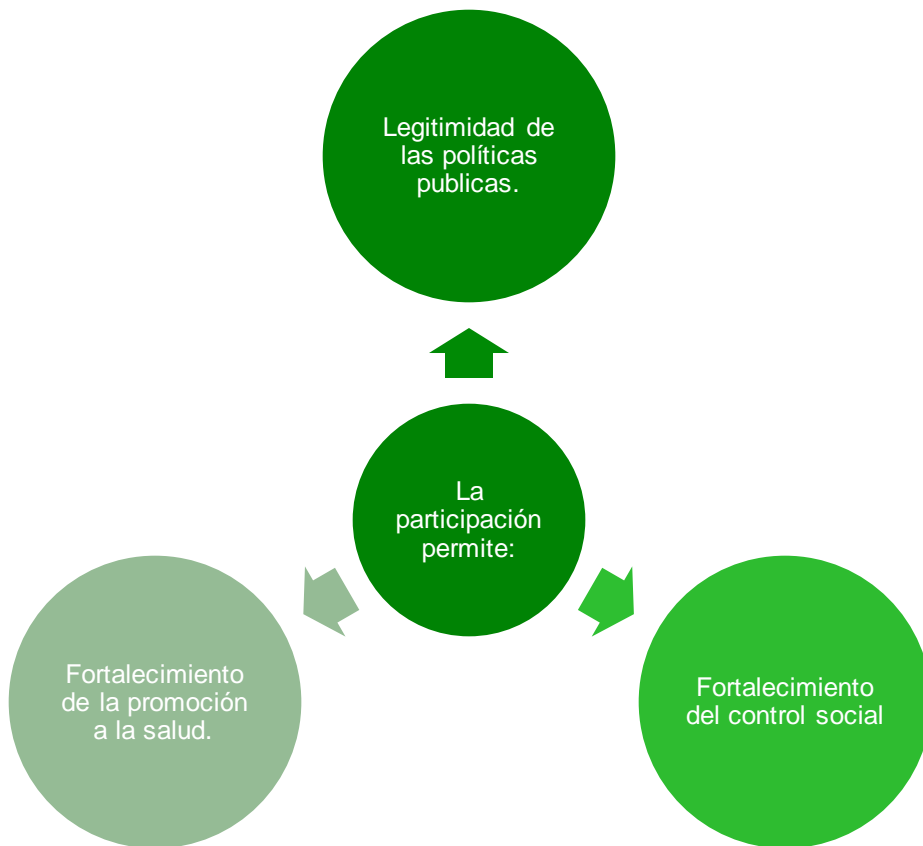 Legitimidad de
las políticas
publicas.
La
participación
permite:
Fortalecimiento
de la promoción
a la salud.
Fortalecimiento
del control social